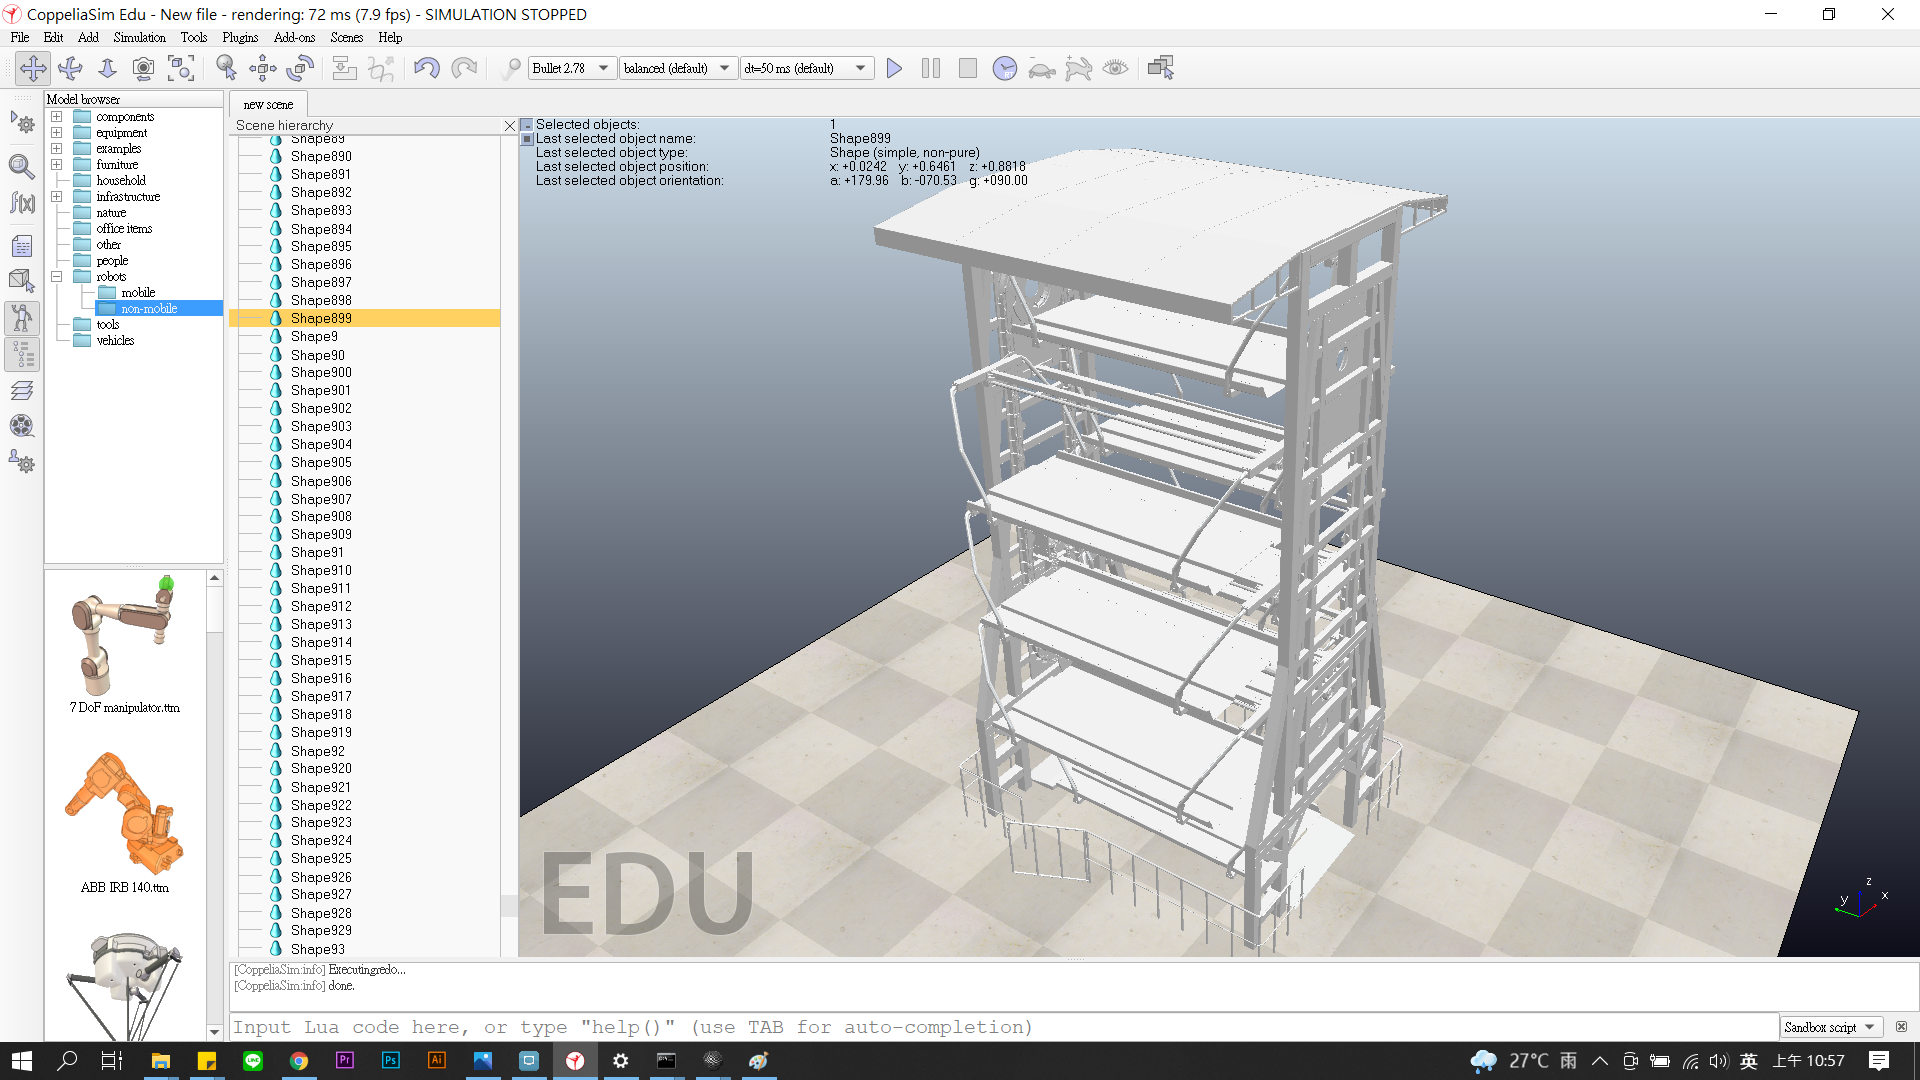 CoppeliaSim Edu - New file - rendering: 72 ms (7.9 fps) - SIMULATION STOPPED
File Edit Add Simulation Tools Plugins Add-ons Scenes Help
Bullet 2.78 balanced (default) dt=50 ms (default)
RT
Model browser
components
equipment
examples
furniture
household
infrastructure
nature
office items
other
people
robots
mobile
non-mobile
tools
vehicles
f(x)
7 DoF manipulator.ttm
ABB IRB 140.ttm
new scene
Scene hierarchy
Shape89
Shape890
Shape891
Shape892
Shape893
Shape894
Shape895
Shape896
Shape897
Shape898
Shape899
Shape9
Shape90
Shape900
Shape901
Shape902
Shape903
Shape904
Shape905
Shape906
Shape907
Shape908
Shape909
Shape91
Shape910
Shape911
Shape912
Shape913
Shape914
Shape915
Shape916
Shape917
Shape918
Shape919
Shape92
Shape920
Shape921
Shape922
Shape923
Shape924
Shape925
Shape926
Shape927
Shape928
Shape929
Shape93
Selected objects: 1
Last selected object name: Shape899
Last selected object type: Shape (simple, non-pure)
Last selected object position: x: +0.0242 y: +0.6461 z: +0.8818
Last selected object orientation: a: +179.96 b: -070.53 g: +090.00
EDU
z
x
y
[CoppeliaSim:info] Executingredo...
[CoppeliaSim:info] done.
Input Lua code here, or type "help()" (use TAB for auto-completion)
Sandbox script
LINE Pr Ps Ai
27°C 雨 英 上午 10:57